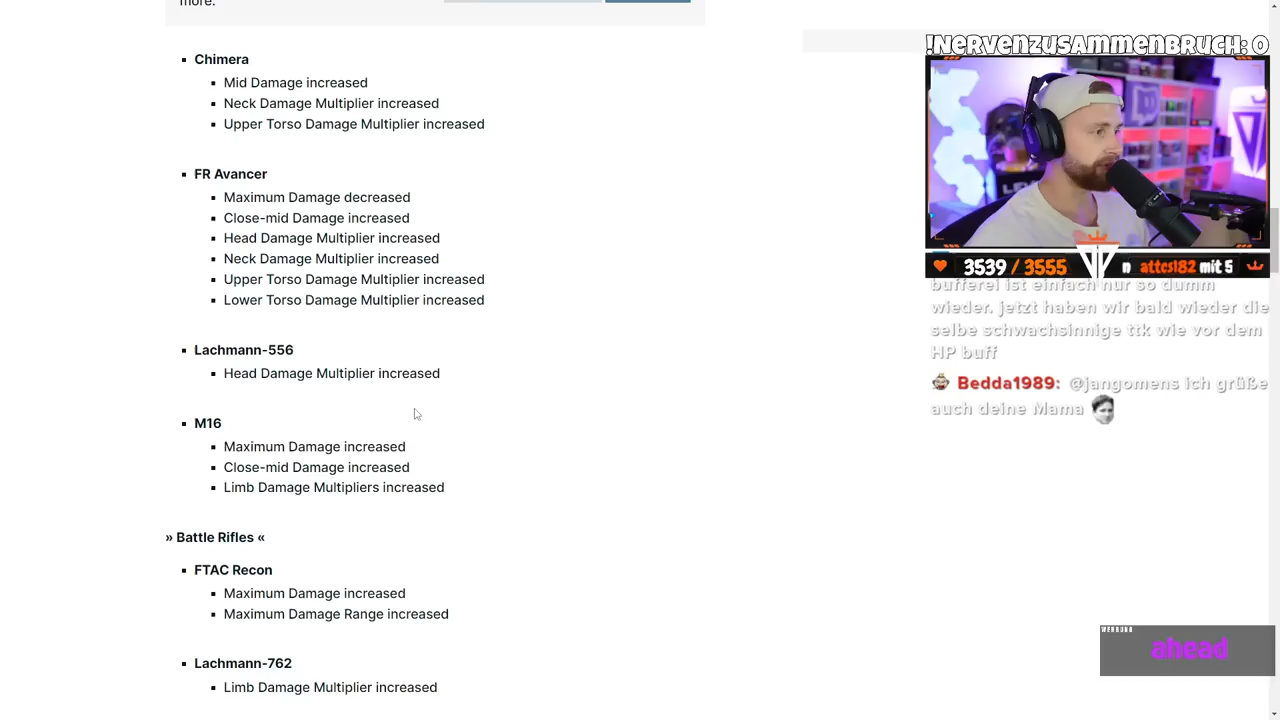 more.
Chimera
Mid Damage increased
Neck Damage Multiplier increased
Upper Torso Damage Multiplier increased
FR Avancer
Maximum Damage decreased
Close-mid Damage increased
Head Damage Multiplier increased
Neck Damage Multiplier increased
Upper Torso Damage Multiplier increased
Lower Torso Damage Multiplier increased
Lachmann-556
Head Damage Multiplier increased
M16
Maximum Damage increased
Close-mid Damage increased
Limb Damage Multipliers increased
» Battle Rifles «
FTAC Recon
Maximum Damage increased
Maximum Damage Range increased
Lachmann-762
Limb Damage Multiplier increased
!NERVENZUSAMMENBRUCH: 0
3539 / 3555
n attcs182 mit 5
bufferei ist einfach nur so dumm
wieder. jetzt haben wir bald wieder die
selbe schwachsinnige ttk wie vor dem
HP buff
Bedda1989: @jangomens ich grüße
auch deine Mama
WERBUNG
ahead